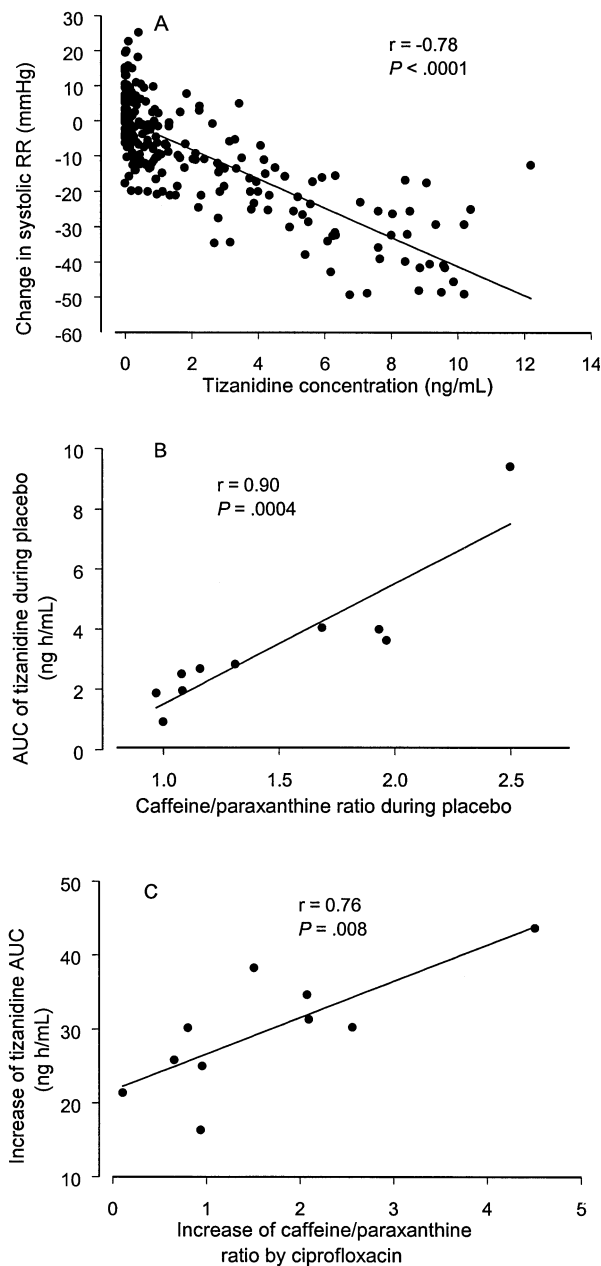 A
r = -0.78
P < .0001
Change in systolic RR (mmHg)
30
20
10
0
-10
-20
-30
-40
-50
-60
0 2 4 6 8 10 12 14
Tizanidine concentration (ng/mL)
B
r = 0.90
P = .0004
AUC of tizanidine during placebo
(ng h/mL)
10
8
6
4
2
0
1.0 1.5 2.0 2.5
Caffeine/paraxanthine ratio during placebo
C
r = 0.76
P = .008
Increase of tizanidine AUC
(ng h/mL)
50
40
30
20
10
0 1 2 3 4 5
Increase of caffeine/paraxanthine
ratio by ciprofloxacin